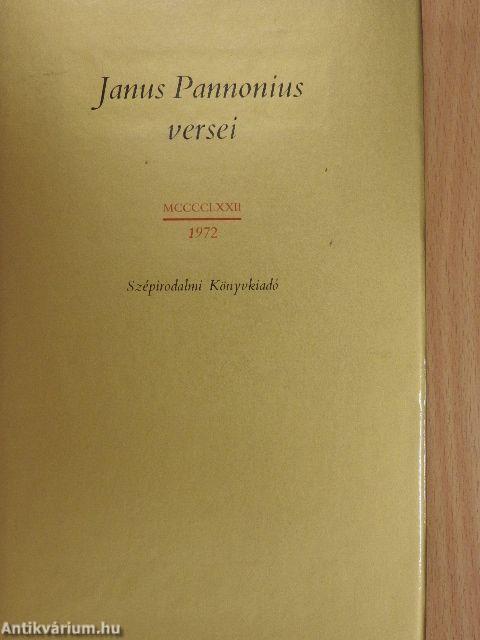 Janus Pannonius
versei
MCCCCLXXII
1972
Szépirodalmi Könyvkiadó
Antikvárium.hu